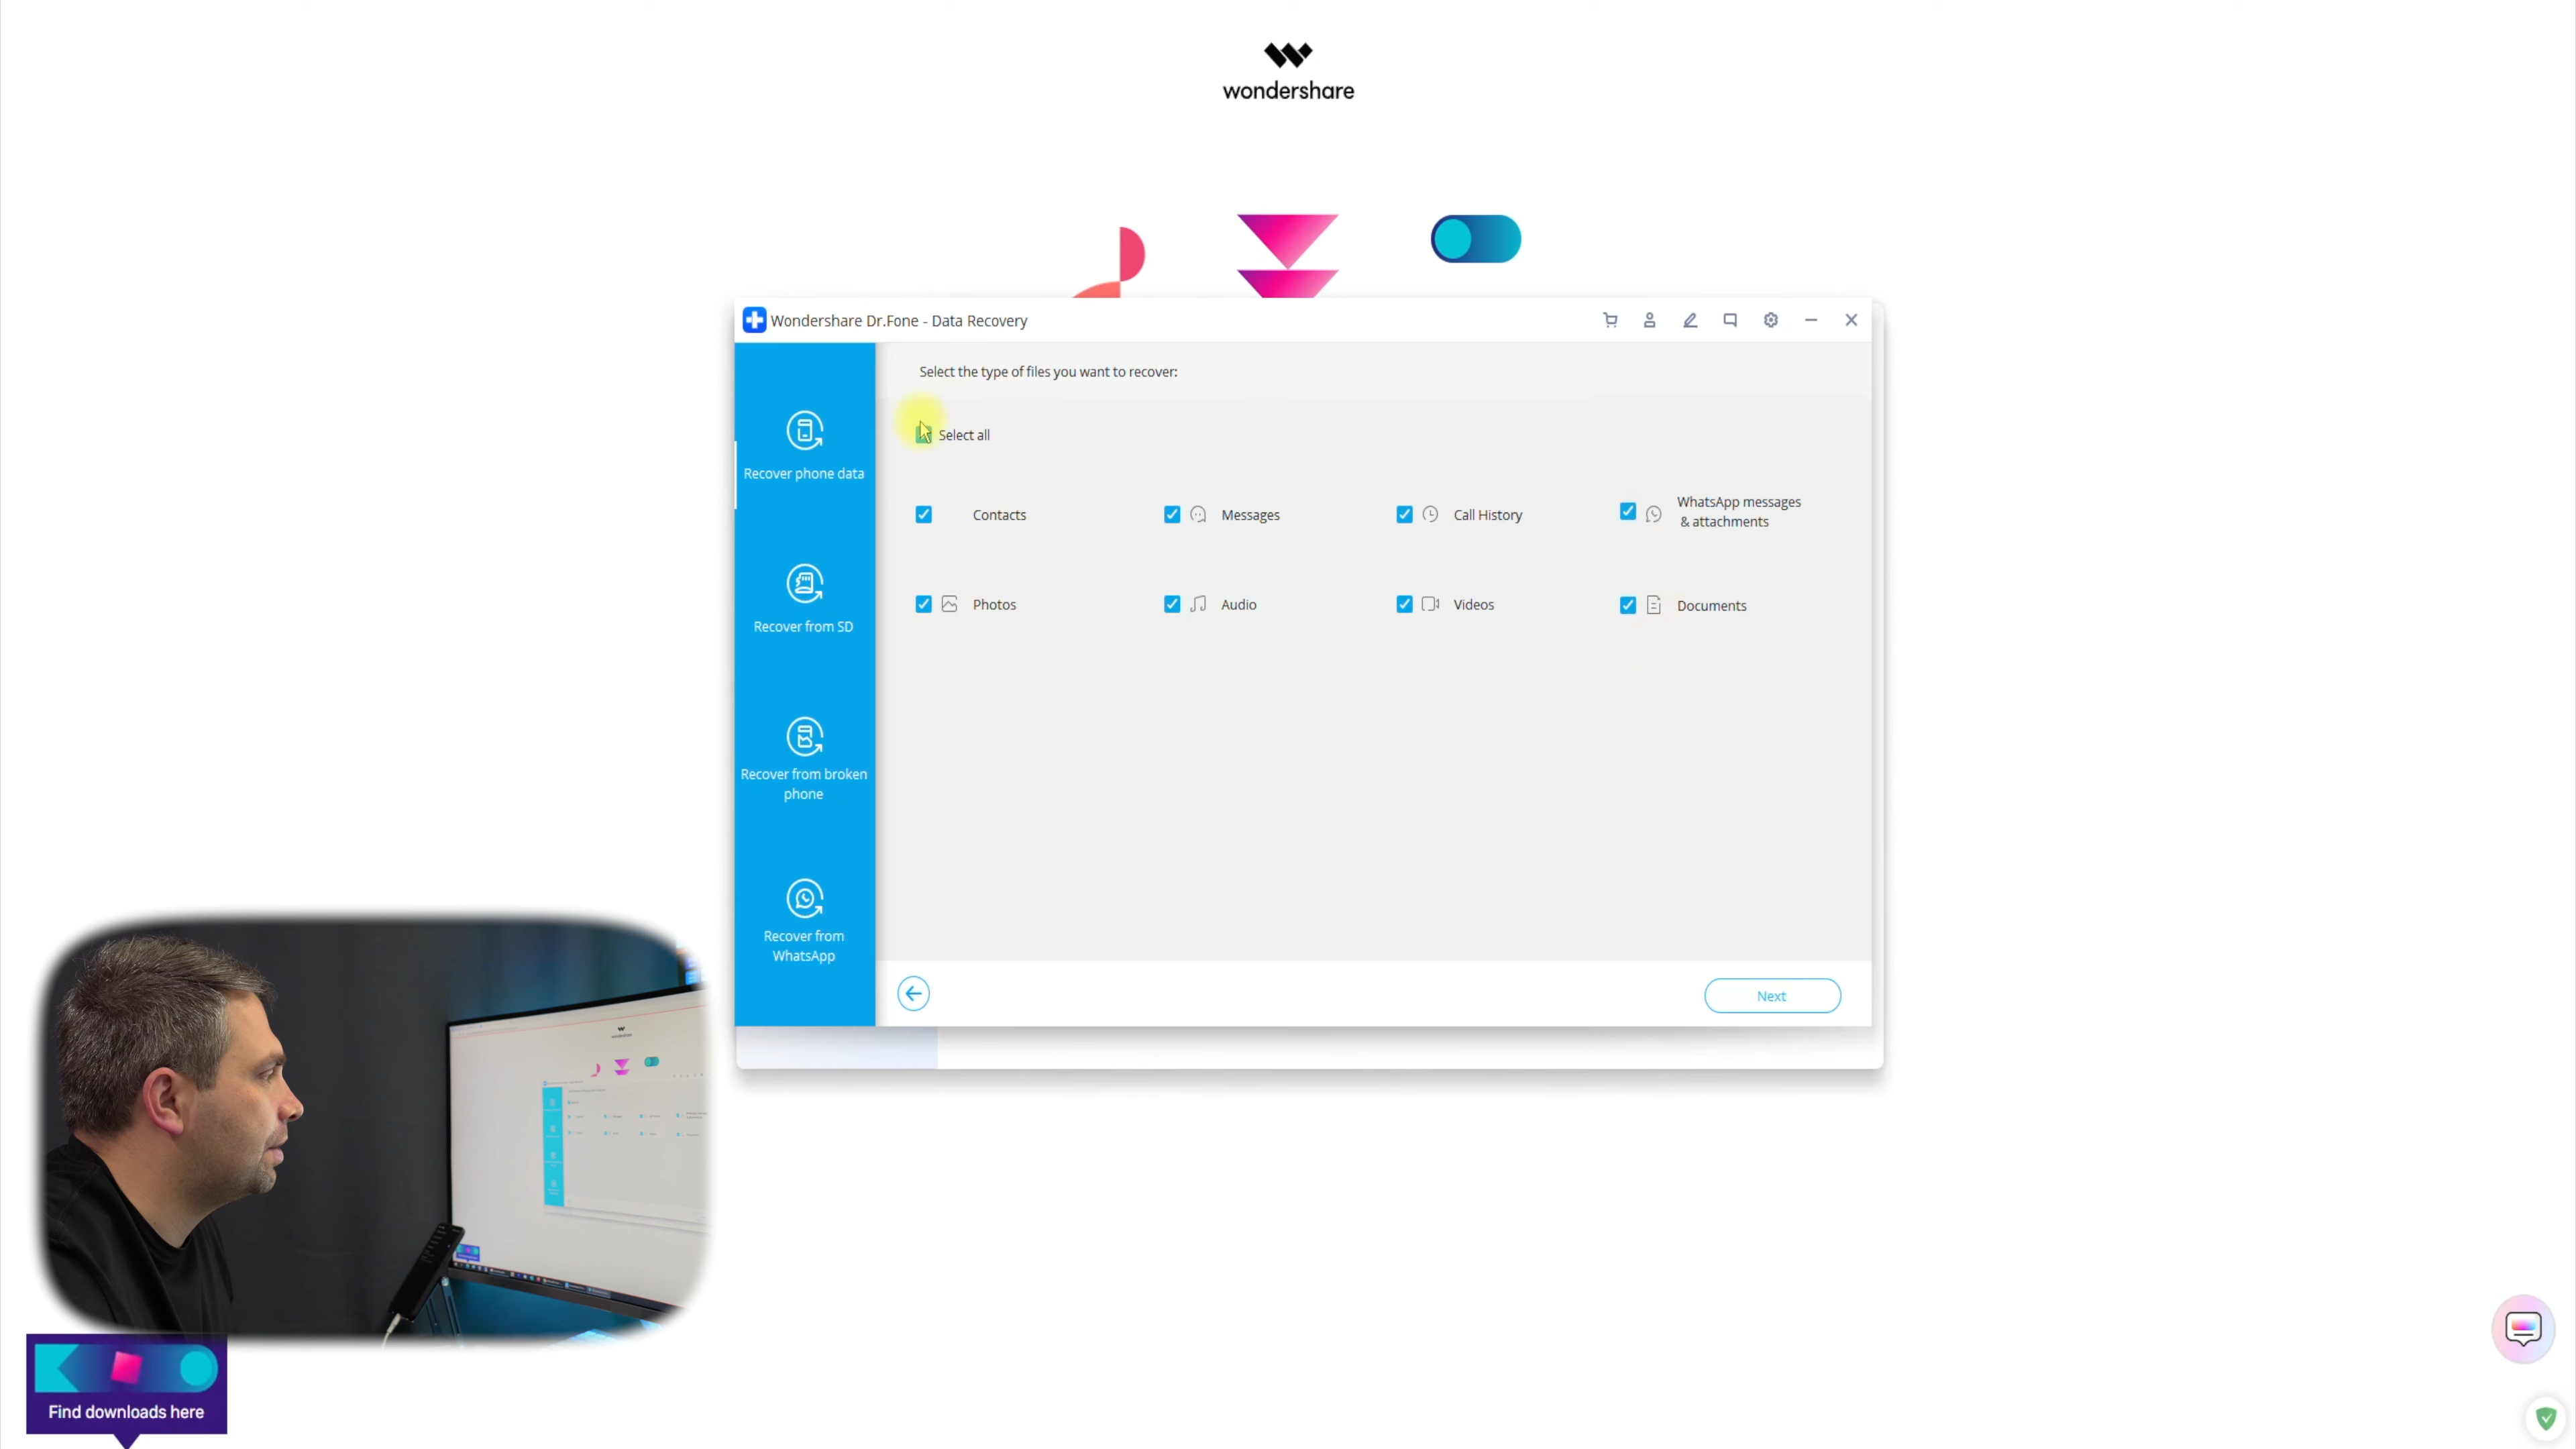 wondershare
Wondershare Dr.Fone - Data Recovery
Select the type of files you want to recover:
Select all
Recover phone data
Contacts
Messages
Call History
WhatsApp messages
& attachments
Photos
Audio
Videos
Documents
Recover from SD
Recover from broken
phone
Recover from
WhatsApp
Next
Find downloads here